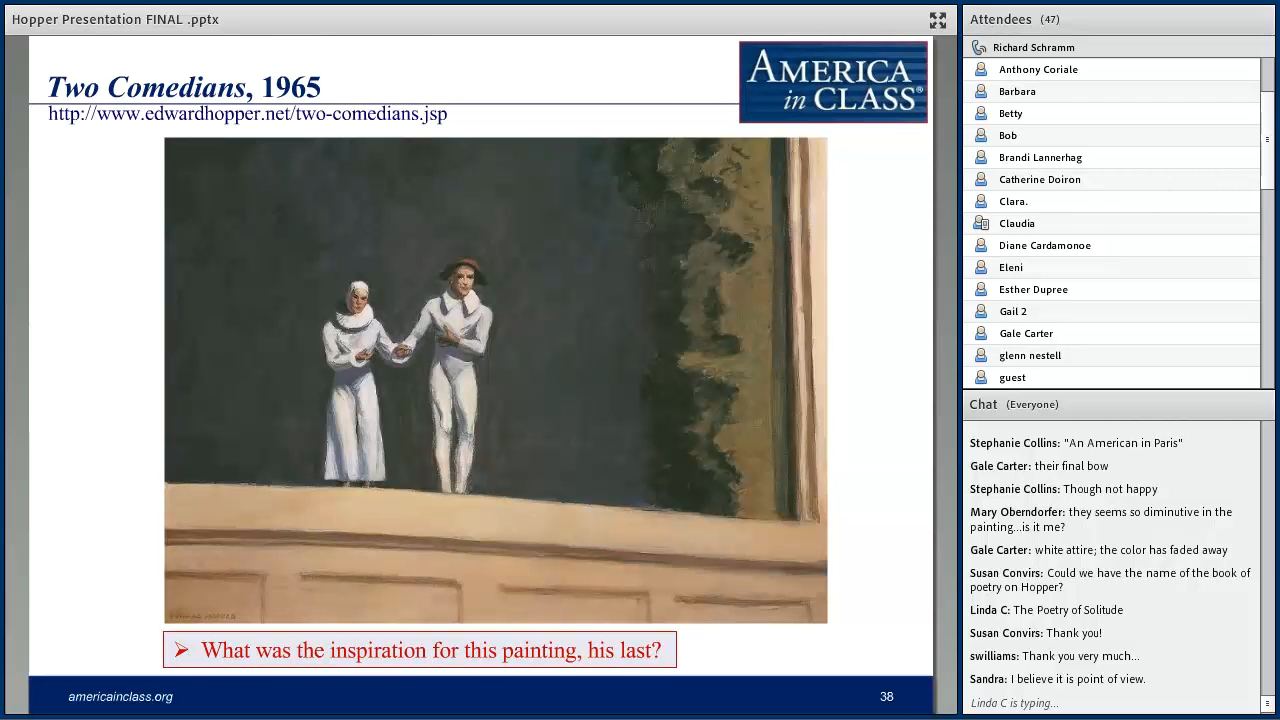 Hopper Presentation FINAL .pptx
Two Comedians, 1965
http://www.edwardhopper.net/two-comedians.jsp
AMERICA
in CLASS®
➢ What was the inspiration for this painting, his last?
americainclass.org
38
Attendees (47)
Richard Schramm
Anthony Coriale
Barbara
Betty
Bob
Brandi Lannerhag
Catherine Doiron
Clara.
Claudia
Diane Cardamonoe
Eleni
Esther Dupree
Gail 2
Gale Carter
glenn nestell
guest
Chat (Everyone)
Stephanie Collins: "An American in Paris"
Gale Carter: their final bow
Stephanie Collins: Though not happy
Mary Oberndorfer: they seems so diminutive in the
painting...is it me?
Gale Carter: white attire; the color has faded away
Susan Convirs: Could we have the name of the book of
poetry on Hopper?
Linda C: The Poetry of Solitude
Susan Convirs: Thank you!
swilliams: Thank you very much...
Sandra: I believe it is point of view.
Linda C is typing...